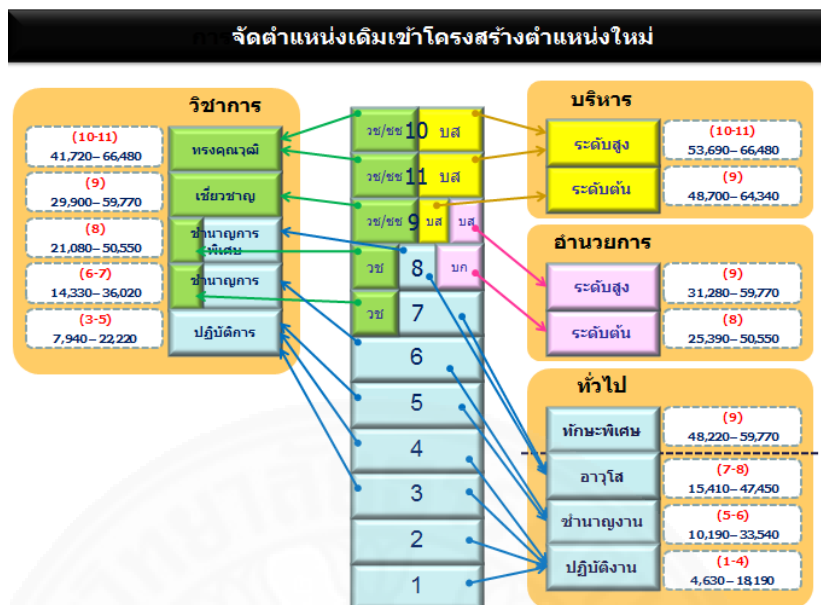 การจัดตำแหน่งเดิมเข้าโครงสร้างตำแหน่งใหม่
วิชาการ
(10-11)
41,720– 66,480
ทรงคุณวุฒิ
(9)
29,900– 59,770
เชี่ยวชาญ
(8)
21,080– 50,550
ชำนาญการ
พิเศษ
(6-7)
14,330– 36,020
ชำนาญการ
(3-5)
7,940– 22,220
ปฏิบัติการ
วช/ชช 10 บส
วช/ชช 11 บส
วช/ชช 9 บส บส
วช 8 บก
วช 7
6
5
4
3
2
1
บริหาร
ระดับสูง
(10-11)
53,690– 66,480
ระดับต้น
(9)
48,700– 64,340
อำนวยการ
ระดับสูง
(9)
31,280– 59,770
ระดับต้น
(8)
25,390– 50,550
ทั่วไป
ทักษะพิเศษ
(9)
48,220– 59,770
อาวุโส
(7-8)
15,410– 47,450
ชำนาญงาน
(5-6)
10,190– 33,540
ปฏิบัติงาน
(1-4)
4,630– 18,190